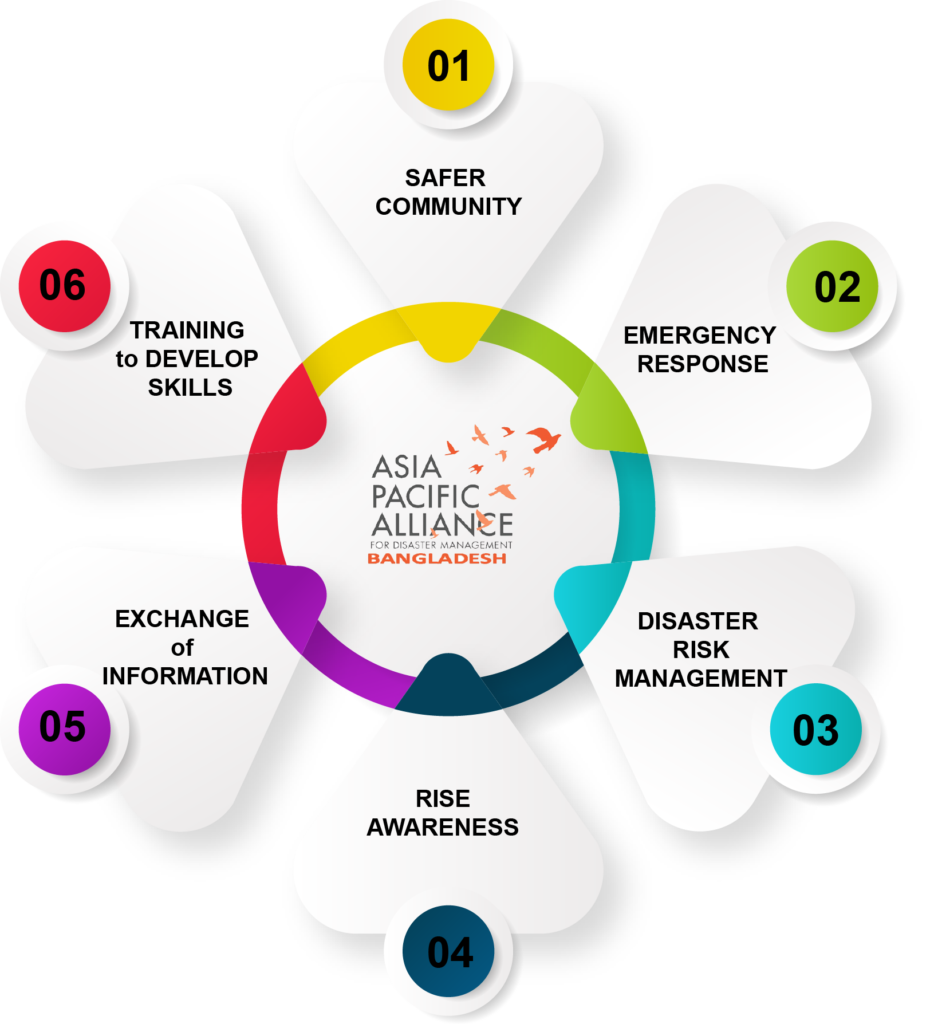 01
SAFER
COMMUNITY
02
EMERGENCY
RESPONSE
03
DISASTER
RISK
MANAGEMENT
04
RISE
AWARENESS
05
EXCHANGE
of
INFORMATION
06
TRAINING
to DEVELOP
SKILLS
ASIA
PACIFIC
ALLIANCE
FOR DISASTER MANAGEMENT
BANGLADESH